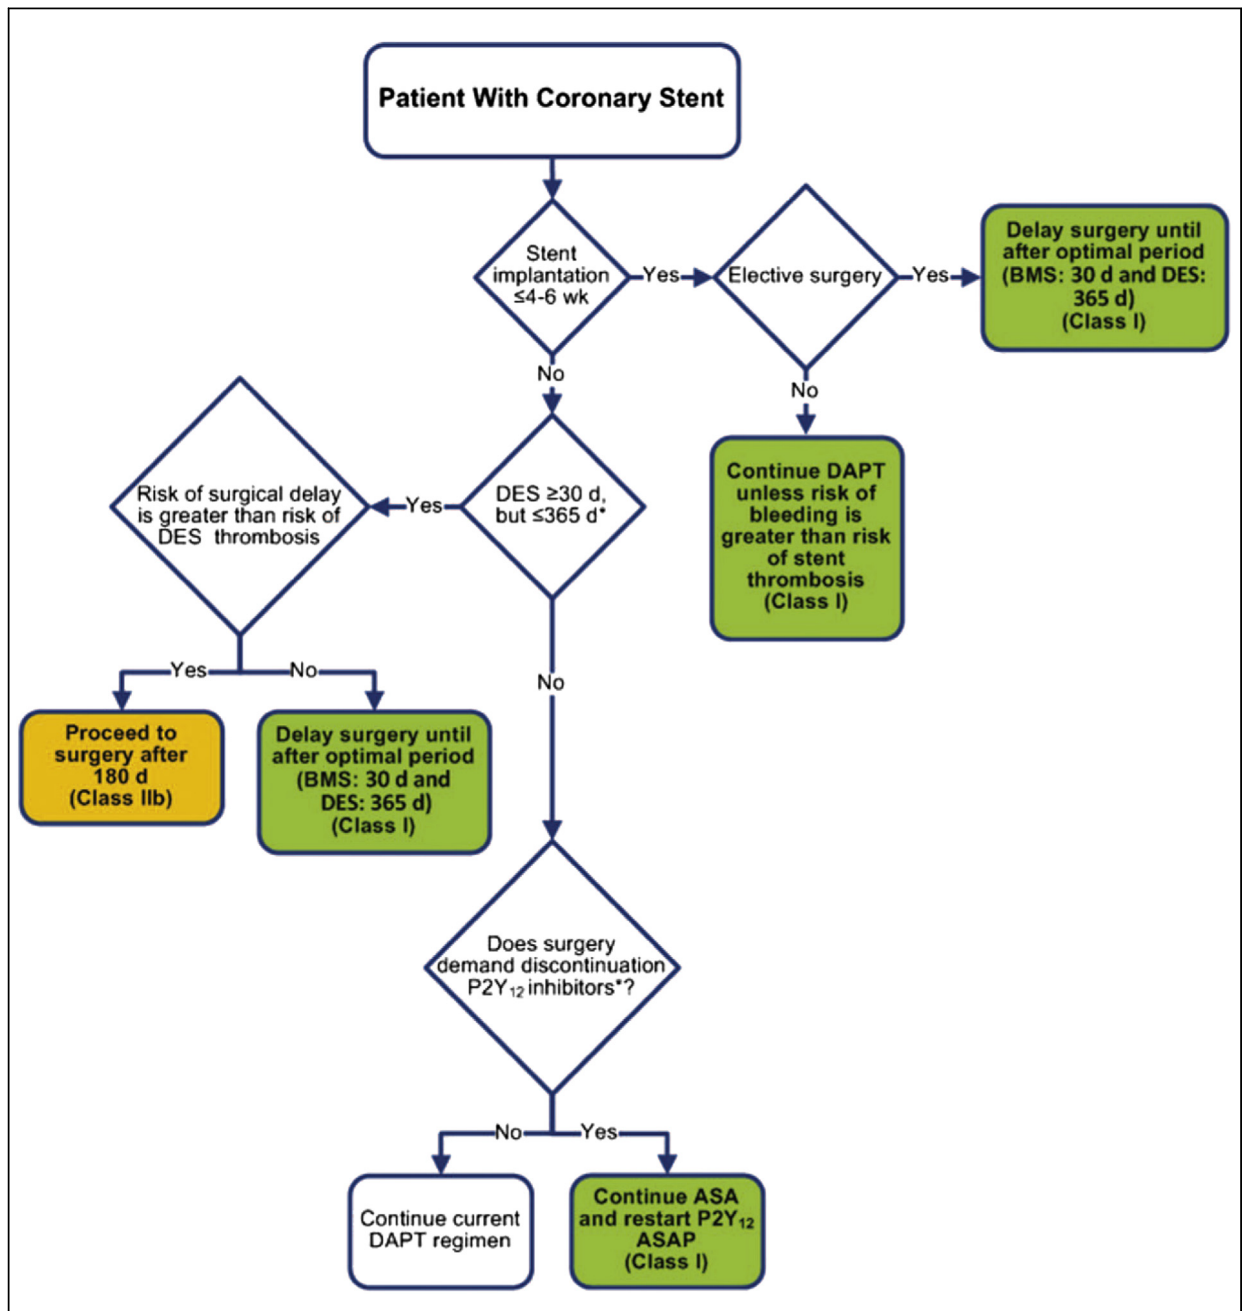 Patient With Coronary Stent
Stent
implantation
≤4-6 wk
Yes
Elective surgery
Yes
Delay surgery until
after optimal period
(BMS: 30 d and DES:
365 d)
(Class I)
No
No
Continue DAPT
unless risk of
bleeding is
greater than risk
of stent
thrombosis
(Class I)
DES ≥30 d,
but ≤365 d*
Yes
Risk of surgical delay
is greater than risk of
DES thrombosis
Yes
No
Proceed to
surgery after
180 d
(Class IIb)
Delay surgery until
after optimal period
(BMS: 30 d and
DES: 365 d)
(Class I)
No
Does surgery
demand discontinuation
P2Y₁₂ inhibitors*?
No
Yes
Continue current
DAPT regimen
Continue ASA
and restart P2Y₁₂
ASAP
(Class I)